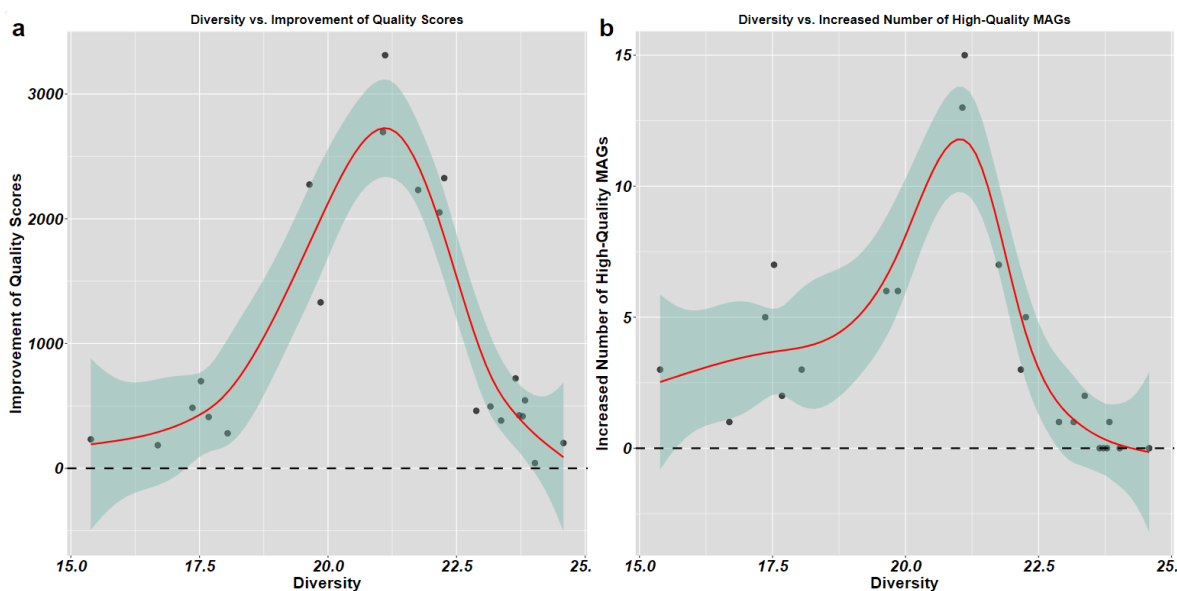 a
Diversity vs. Improvement of Quality Scores
Improvement of Quality Scores
3000
2000
1000
0
15.0 17.5 20.0 22.5 25.
Diversity
b
Diversity vs. Increased Number of High-Quality MAGs
Increased Number of High-Quality MAGs
15
10
5
0
15.0 17.5 20.0 22.5 25.
Diversity